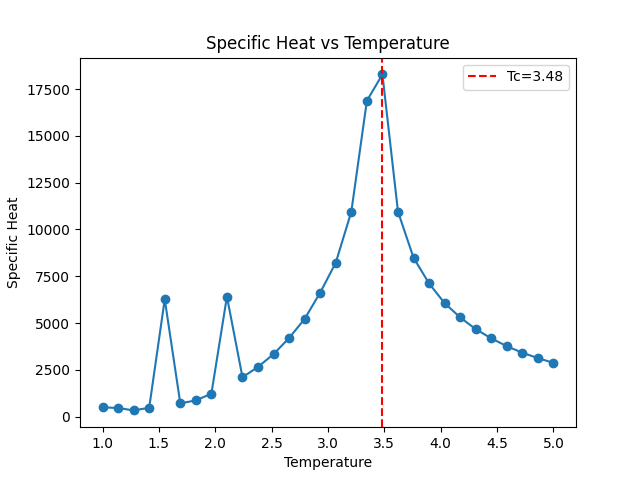 Specific Heat vs Temperature
Tc=3.48
Specific Heat
17500
15000
12500
10000
7500
5000
2500
0
1.0 1.5 2.0 2.5 3.0 3.5 4.0 4.5 5.0
Temperature